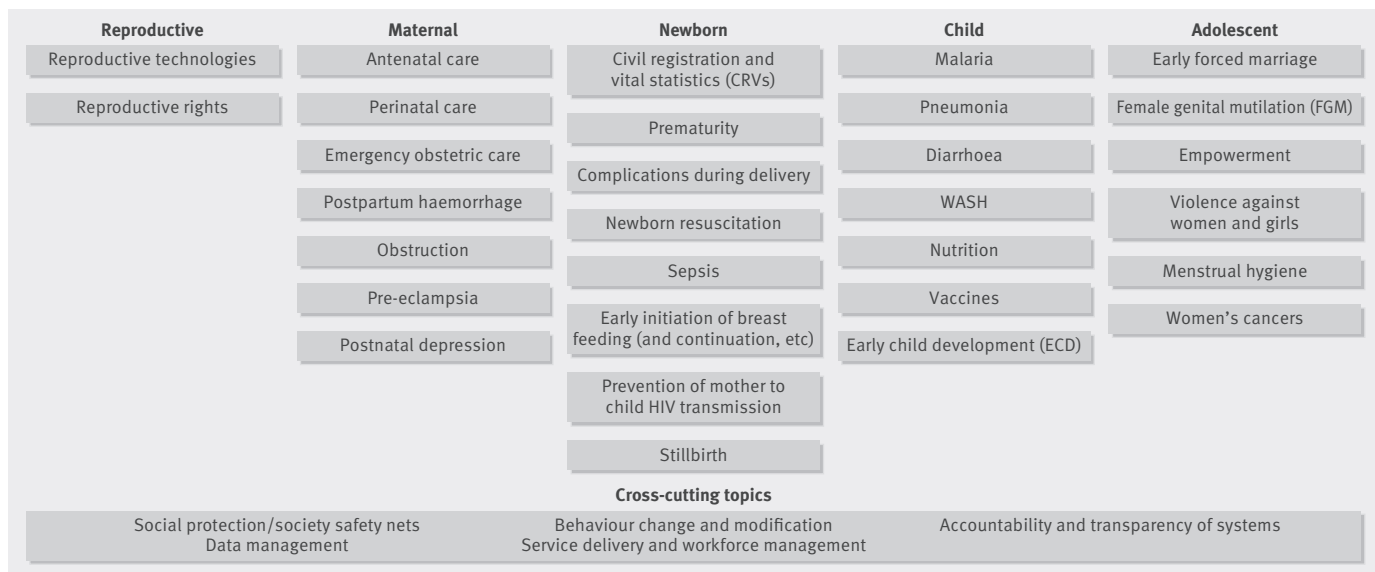 Reproductive
Reproductive technologies
Reproductive rights
Maternal
Antenatal care
Perinatal care
Emergency obstetric care
Postpartum haemorrhage
Obstruction
Pre-eclampsia
Postnatal depression
Newborn
Civil registration and
vital statistics (CRVs)
Prematurity
Complications during delivery
Newborn resuscitation
Sepsis
Early initiation of breast
feeding (and continuation, etc)
Prevention of mother to
child HIV transmission
Stillbirth
Child
Malaria
Pneumonia
Diarrhoea
WASH
Nutrition
Vaccines
Early child development (ECD)
Adolescent
Early forced marriage
Female genital mutilation (FGM)
Empowerment
Violence against
women and girls
Menstrual hygiene
Women’s cancers
Cross-cutting topics
Social protection/society safety nets
Data management
Behaviour change and modification
Service delivery and workforce management
Accountability and transparency of systems